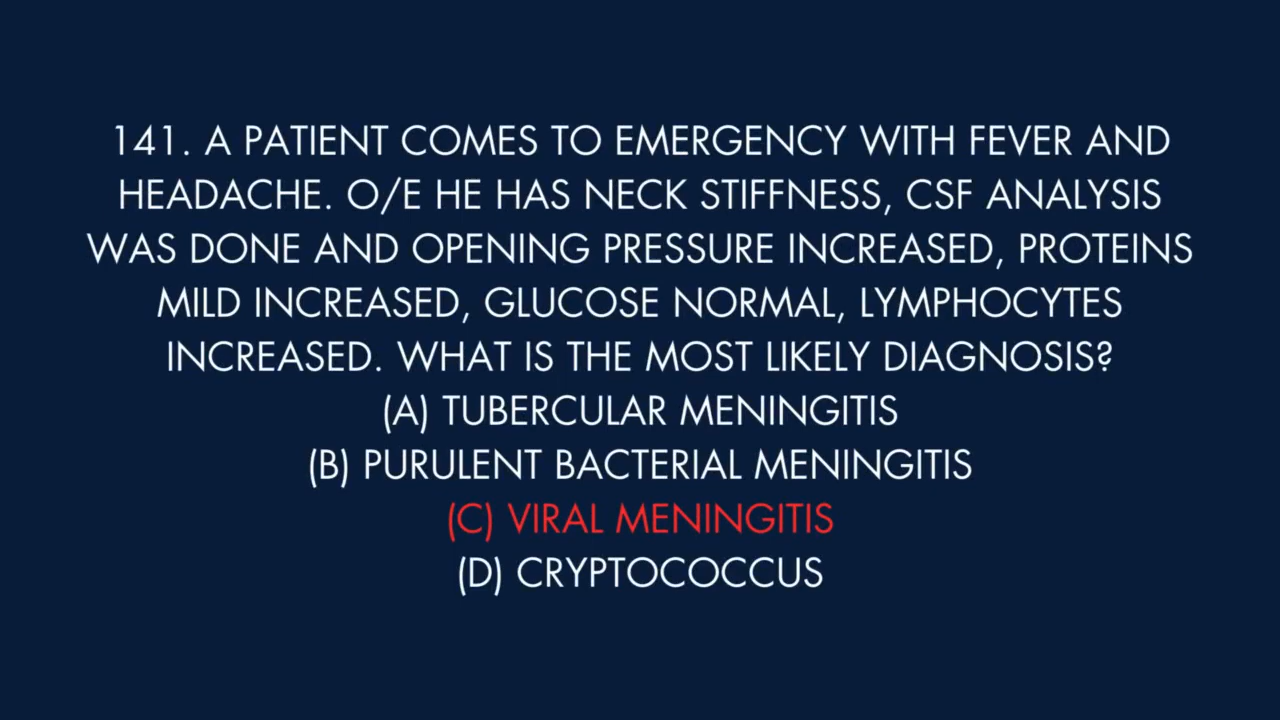 141. A PATIENT COMES TO EMERGENCY WITH FEVER AND
HEADACHE. O/E HE HAS NECK STIFFNESS, CSF ANALYSIS
WAS DONE AND OPENING PRESSURE INCREASED, PROTEINS
MILD INCREASED, GLUCOSE NORMAL, LYMPHOCYTES
INCREASED. WHAT IS THE MOST LIKELY DIAGNOSIS?
(A) TUBERCULAR MENINGITIS
(B) PURULENT BACTERIAL MENINGITIS
(C) VIRAL MENINGITIS
(D) CRYPTOCOCCUS